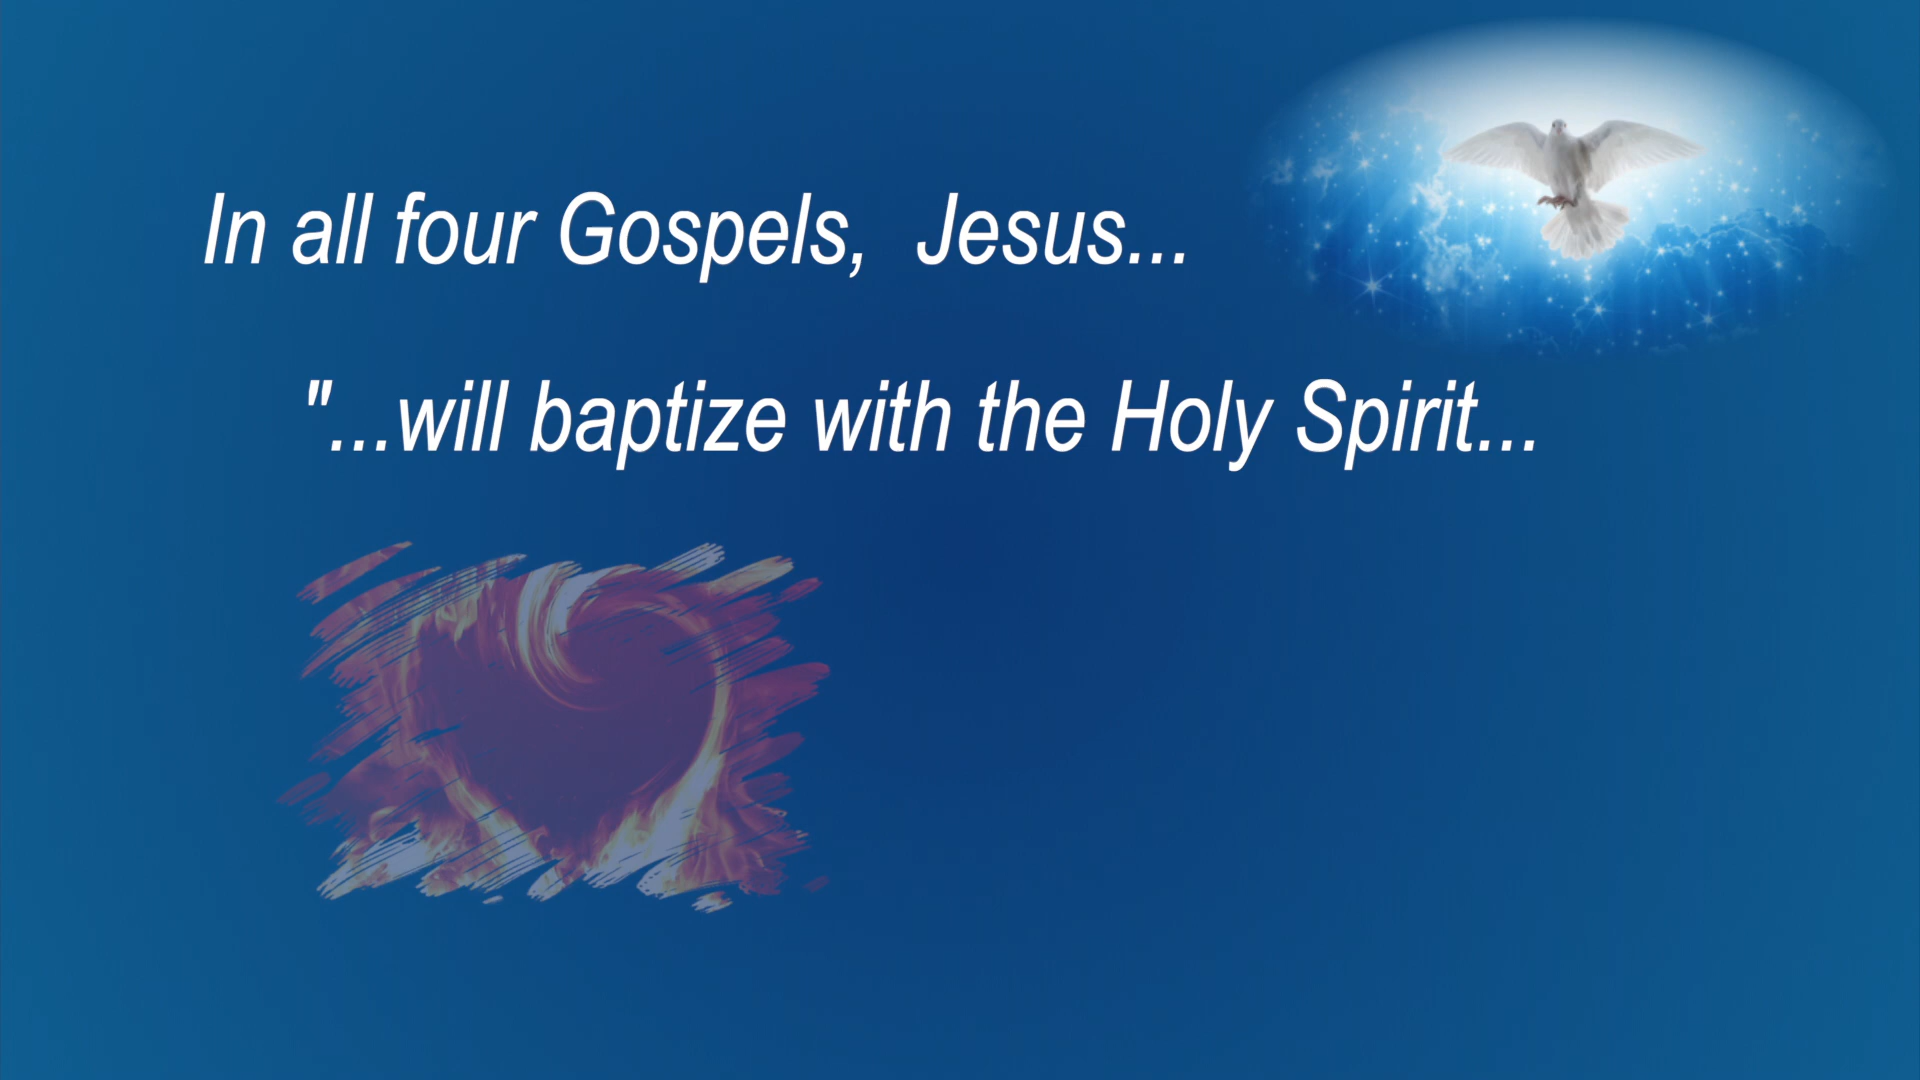 In all four Gospels,  Jesus...
"...will baptize with the Holy Spirit...